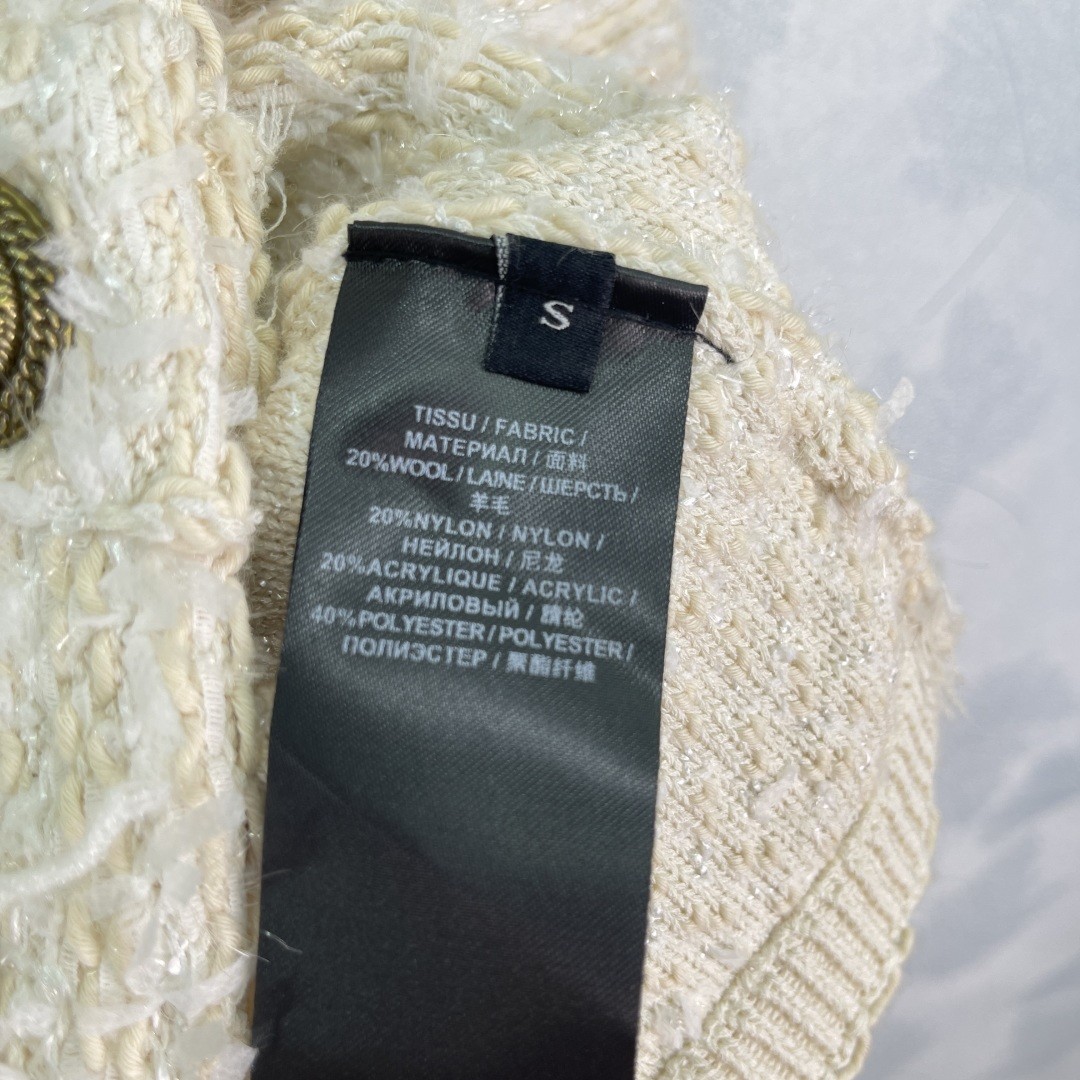 S
TISSU / FABRIC /
МАТЕРИАЛ / 面料
20%WOOL / LAINE / ШЕРСТЬ /
羊毛
20%NYLON / NYLON /
НЕЙЛОН / 尼龙
20%ACRYLIQUE / ACRYLIC /
АКРИЛОВЫЙ / 腈纶
40%POLYESTER / POLYESTER /
ПОЛИЭСТЕР / 聚酯纤维